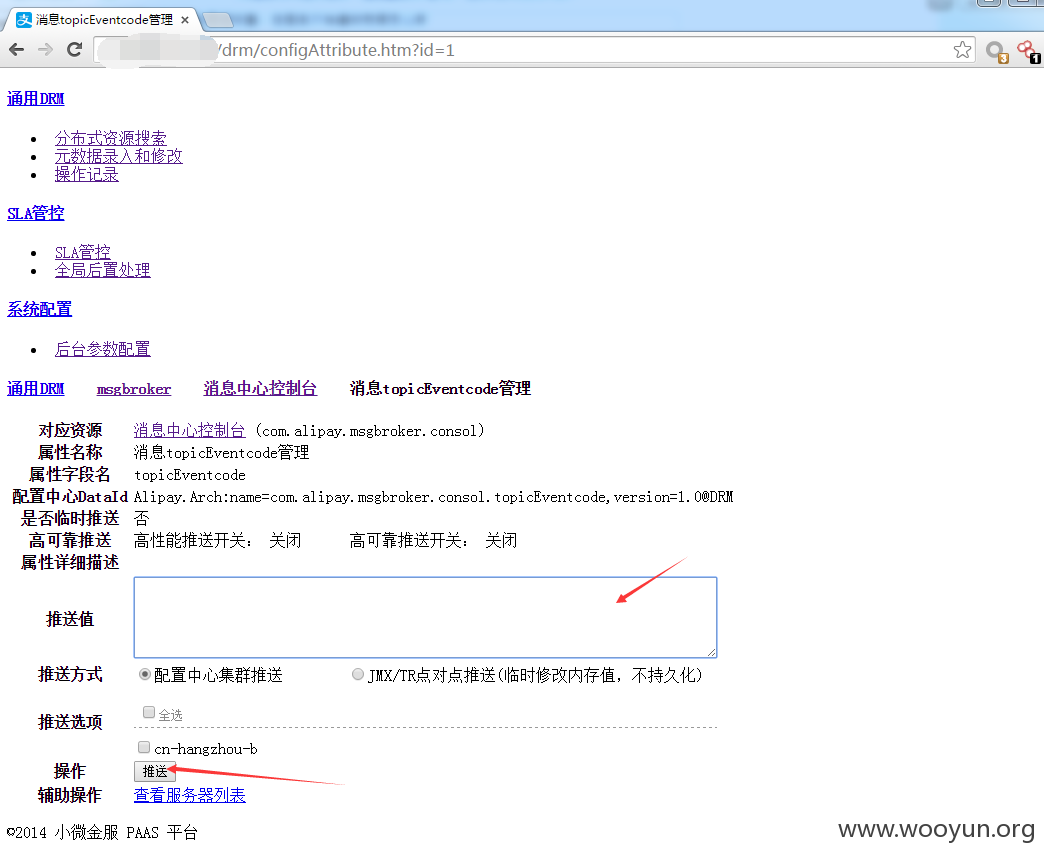 消息topicEventcode管理
/drm/configAttribute.htm?id=1
3
1
通用DRM
分布式资源搜索
元数据录入和修改
操作记录
SLA管控
SLA管控
全局后置处理
系统配置
后台参数配置
通用DRM msgbroker 消息中心控制台 消息topicEventcode管理
对应资源 消息中心控制台 (com.alipay.msgbroker.consol)
属性名称 消息topicEventcode管理
属性字段名 topicEventcode
配置中心DataId Alipay.Arch:name=com.alipay.msgbroker.consol.topicEventcode,version=1.0@DRM
是否临时推送 否
高可靠推送 高性能推送开关: 关闭 高可靠推送开关: 关闭
属性详细描述
推送值
推送方式 配置中心集群推送 JMX/TR点对点推送(临时修改内存值，不持久化)
推送选项 全选
cn-hangzhou-b
操作 推送
辅助操作 查看服务器列表
©2014 小微金服 PAAS 平台
www.wooyun.org